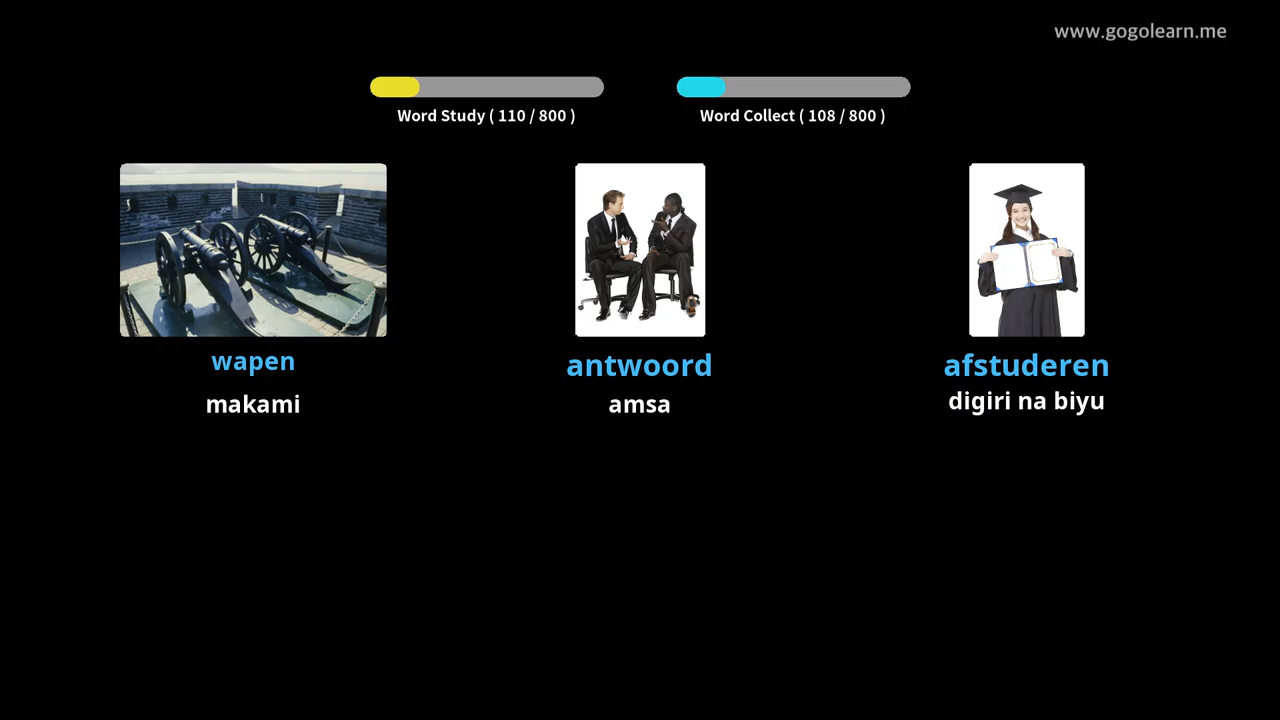 www.gogolearn.me
Word Study ( 110 / 800 )
Word Collect ( 108 / 800 )
wapen
makami
antwoord
amsa
afstuderen
digiri na biyu